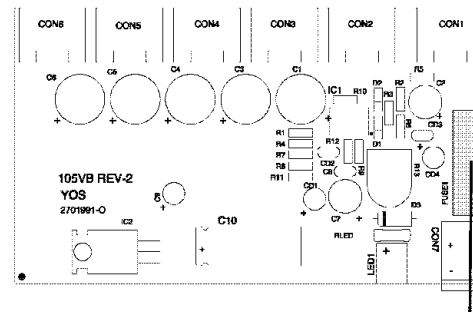 CON6 CON5 CON4 CON3 CON2 CON1
C6 C5 C4 C3 C1
IC1 R10 D2 R2 R5
R3
R1
R4
R7
R8
R11
R12
CD2
CD3
CD4
D1
R13
FUSE1
105VB REV-2
YOS
2701991-O
IC2
C10
CD1
C7
D3
RLED
LED1
CON7
+
-